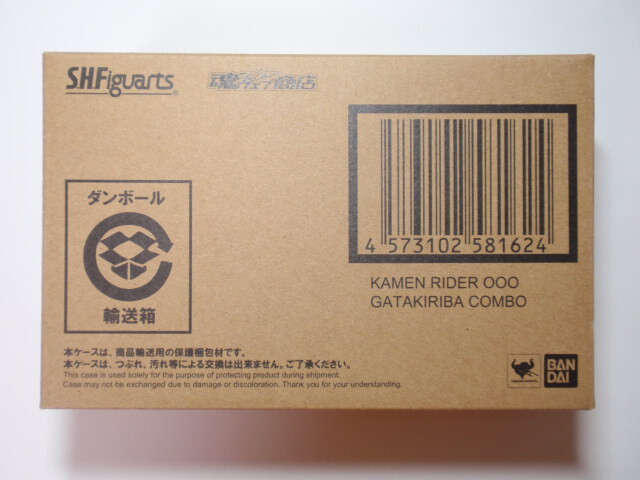 S.H.Figuarts
魂ウェブ商店
4 573102 581624
KAMEN RIDER OOO
GATAKIRIBA COMBO
ダンボール
輸送箱
本ケースは、商品輸送用の保護梱包材です。
本ケースは、つぶれ、汚れ等による交換は出来ません。ご了承ください。
This case is used solely for the purpose of protecting product during shipment.
Case may not be exchanged due to damage or discoloration. Thank you for your understanding.
BAN
DAI